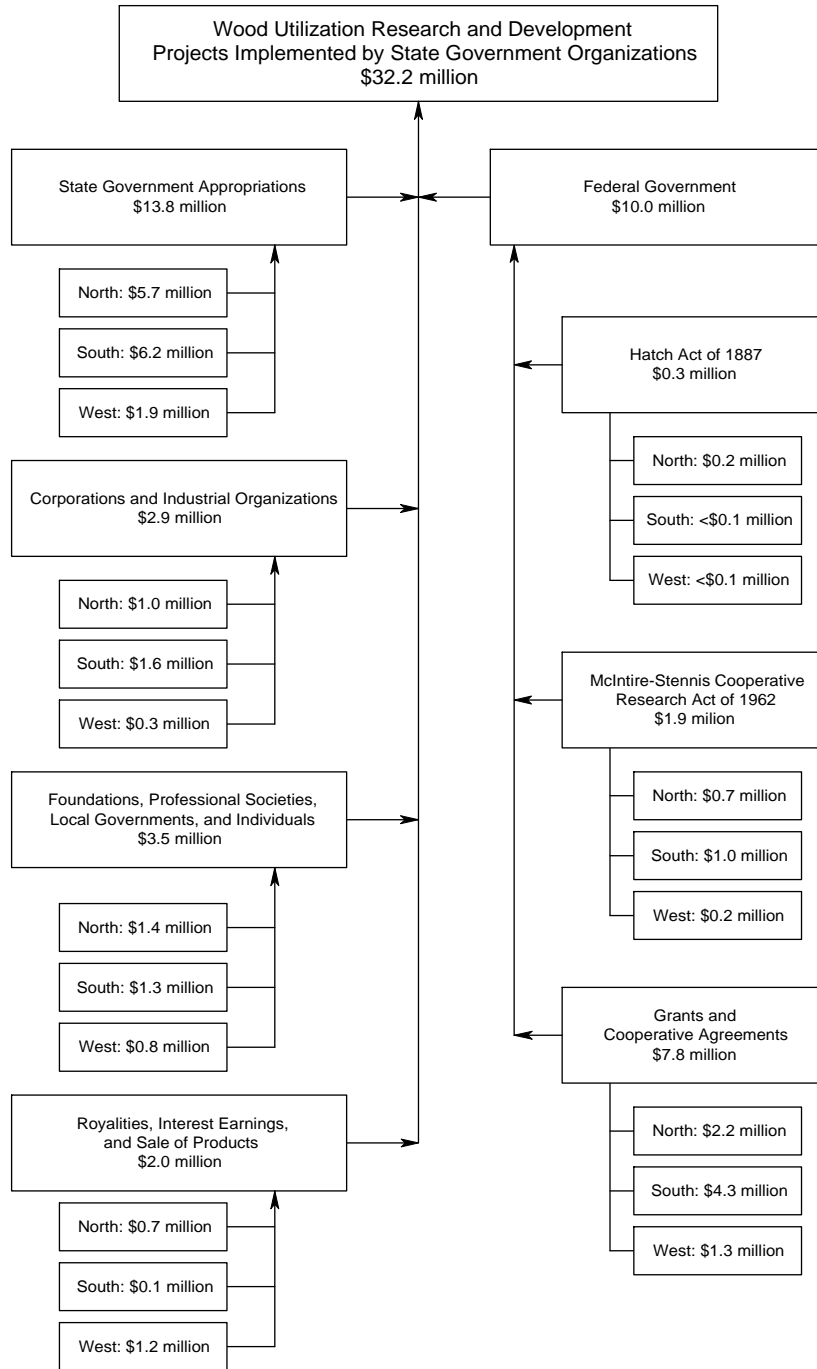 Wood Utilization Research and Development
Projects Implemented by State Government Organizations
$32.2 million
State Government Appropriations
$13.8 million
North: $5.7 million
South: $6.2 million
West: $1.9 million
Corporations and Industrial Organizations
$2.9 million
North: $1.0 million
South: $1.6 million
West: $0.3 million
Foundations, Professional Societies,
Local Governments, and Individuals
$3.5 million
North: $1.4 million
South: $1.3 million
West: $0.8 million
Royalities, Interest Earnings,
and Sale of Products
$2.0 million
North: $0.7 million
South: $0.1 million
West: $1.2 million
Federal Government
$10.0 million
Hatch Act of 1887
$0.3 million
North: $0.2 million
South: <$0.1 million
West: <$0.1 million
McIntire-Stennis Cooperative
Research Act of 1962
$1.9 milion
North: $0.7 million
South: $1.0 million
West: $0.2 million
Grants and
Cooperative Agreements
$7.8 million
North: $2.2 million
South: $4.3 million
West: $1.3 million